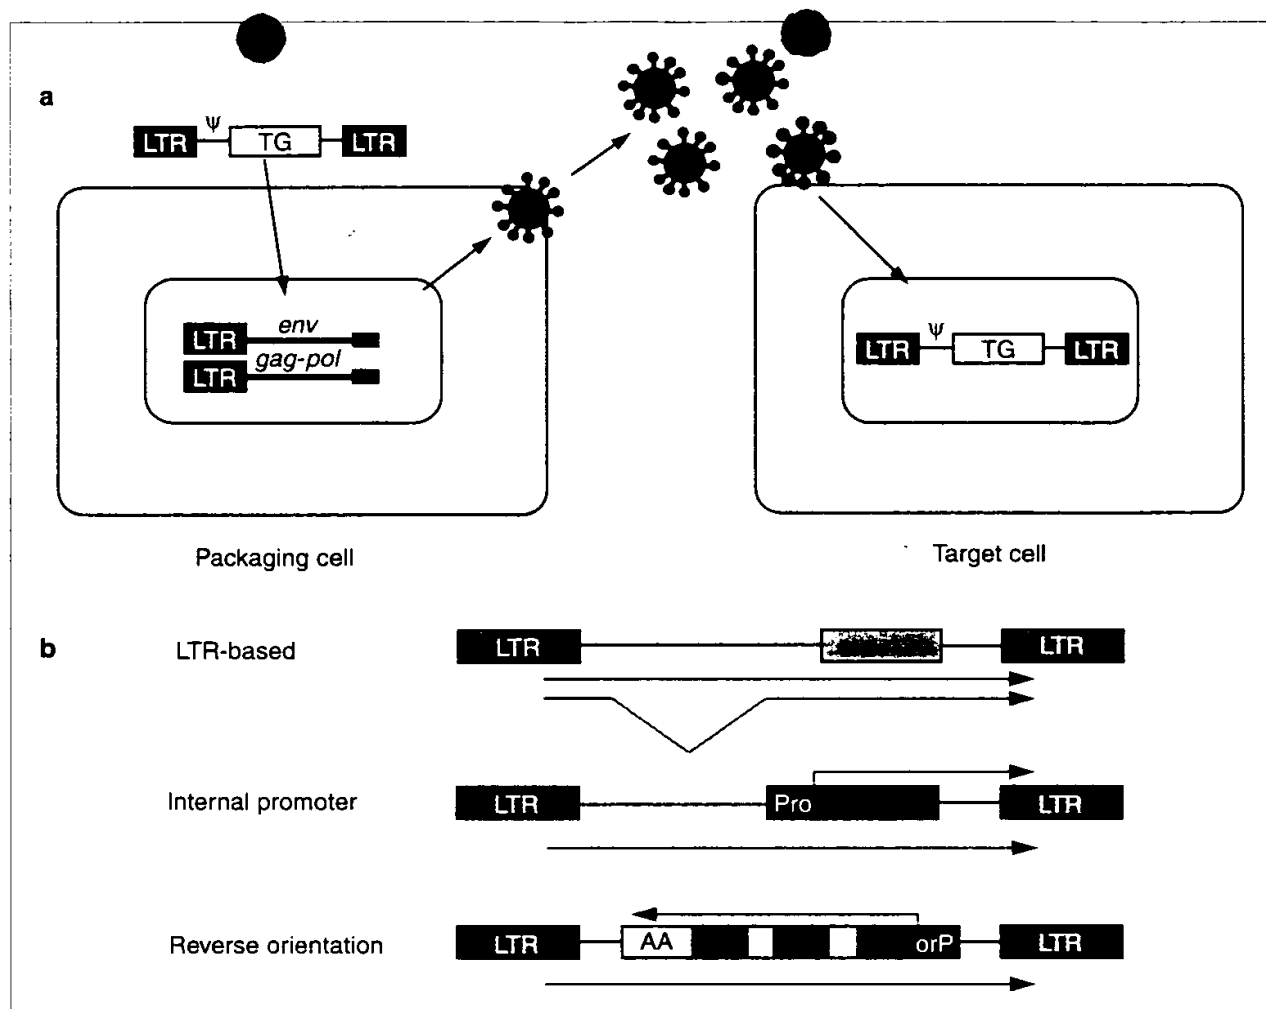 a
LTR ψ TG LTR
env
LTR
gag-pol
LTR
LTR ψ TG LTR
Packaging cell
Target cell
b
LTR-based LTR LTR
Internal promoter LTR Pro LTR
Reverse orientation LTR AA orP LTR